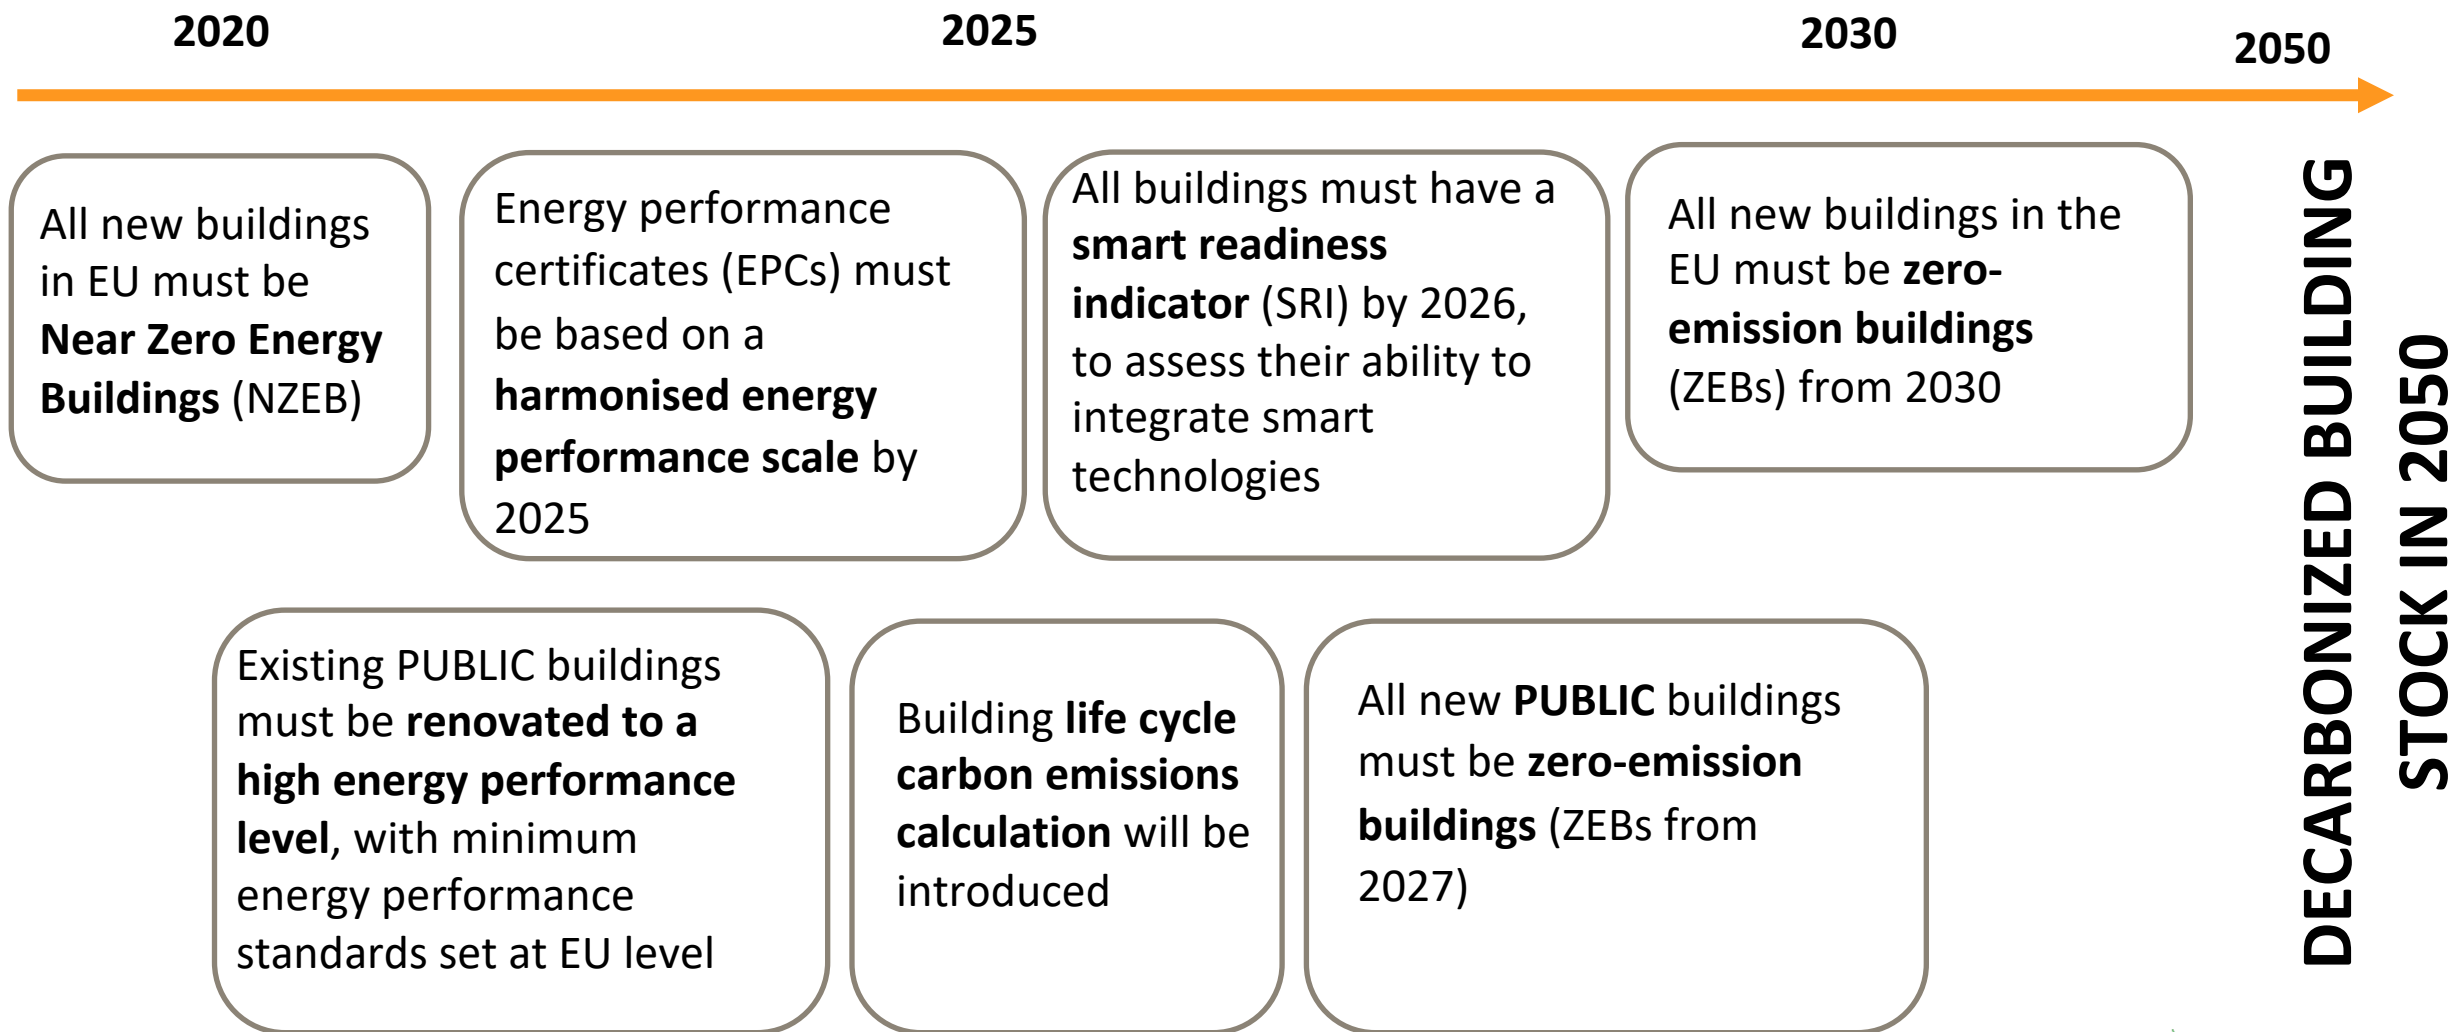 2020
2025
2030
2050
All new buildings
in EU must be
Near Zero Energy
Buildings (NZEB)
Energy performance
certificates (EPCs) must
be based on a
harmonised energy
performance scale by
2025
All buildings must have a
smart readiness
indicator (SRI) by 2026,
to assess their ability to
integrate smart
technologies
All new buildings in the
EU must be zero-
emission buildings
(ZEBs) from 2030
Existing PUBLIC buildings
must be renovated to a
high energy performance
level, with minimum
energy performance
standards set at EU level
Building life cycle
carbon emissions
calculation will be
introduced
All new PUBLIC buildings
must be zero-emission
buildings (ZEBs from
2027)
DECARBONIZED BUILDING
STOCK IN 2050